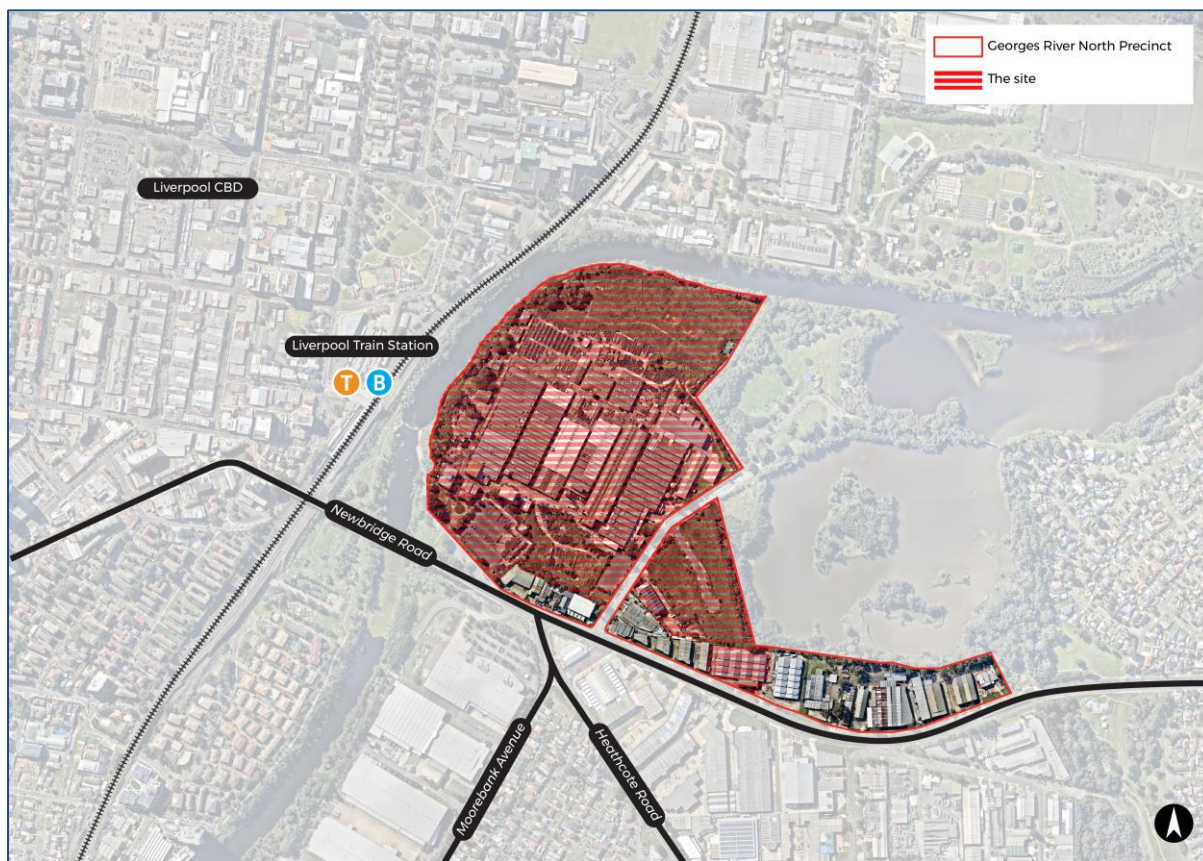 Georges River North Precinct
The site
Liverpool CBD
Liverpool Train Station
T B
Newbridge Road
Moorebank Avenue
Heathcote Road